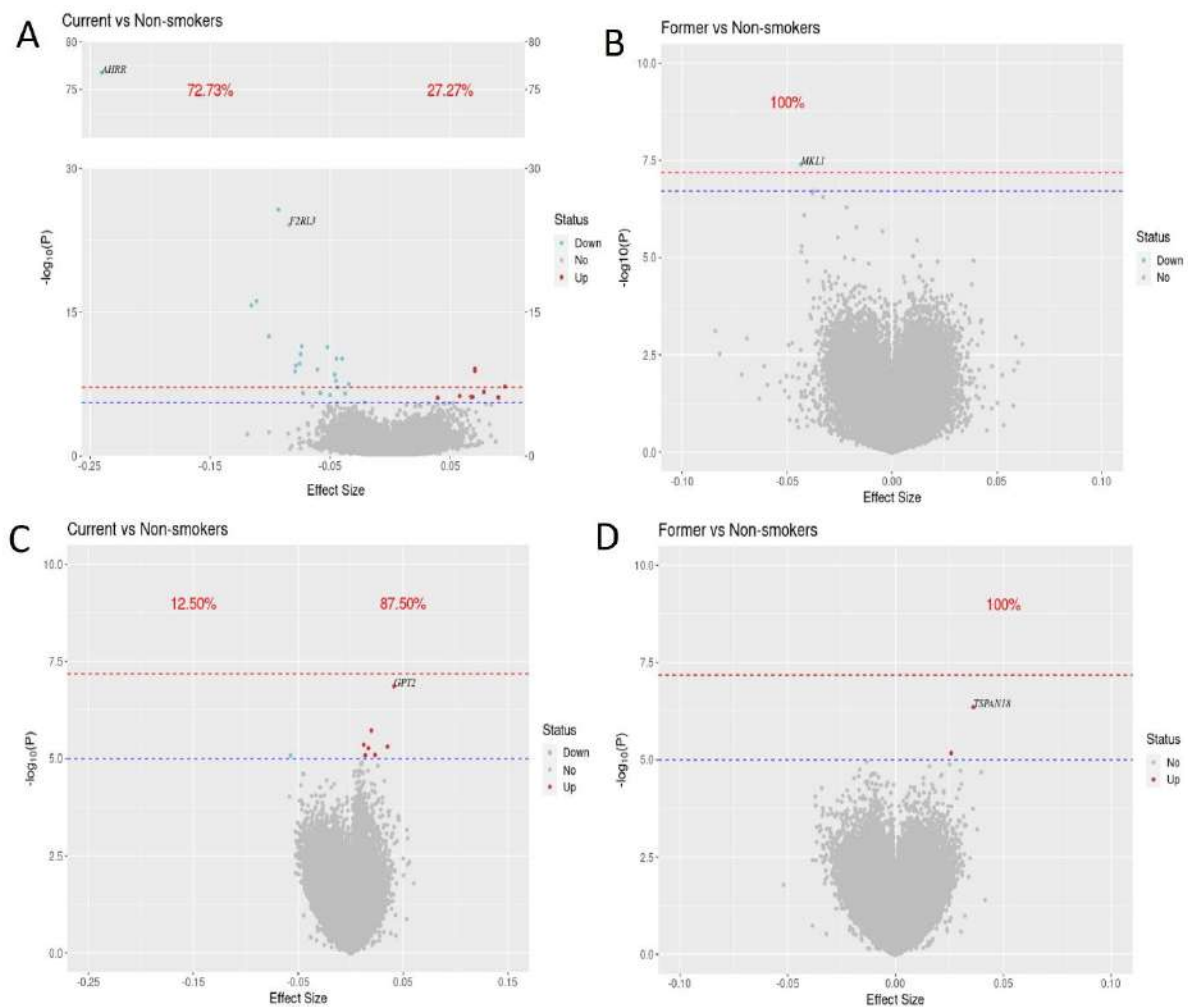 A
Current vs Non-smokers
80
80
AHRR
75
75
72.73%
27.27%
30
30
F2RL3
-log₁₀(P)
15
15
Status
Down
No
Up
0
0
-0.25
-0.15
-0.05
0.05
Effect Size
B
Former vs Non-smokers
10.0
100%
7.5
MKL1
-log10(P)
5.0
Status
Down
No
2.5
0.0
-0.10
-0.05
0.00
0.05
0.10
Effect Size
C
Current vs Non-smokers
10.0
12.50%
87.50%
7.5
GPT2
-log₁₀(P)
5.0
Status
Down
No
Up
2.5
0.0
-0.25
-0.15
-0.05
0.05
0.15
Effect Size
D
Former vs Non-smokers
10.0
100%
7.5
TSPAN18
-log₁₀(P)
5.0
Status
No
Up
2.5
0.0
-0.10
-0.05
0.00
0.05
0.10
Effect Size